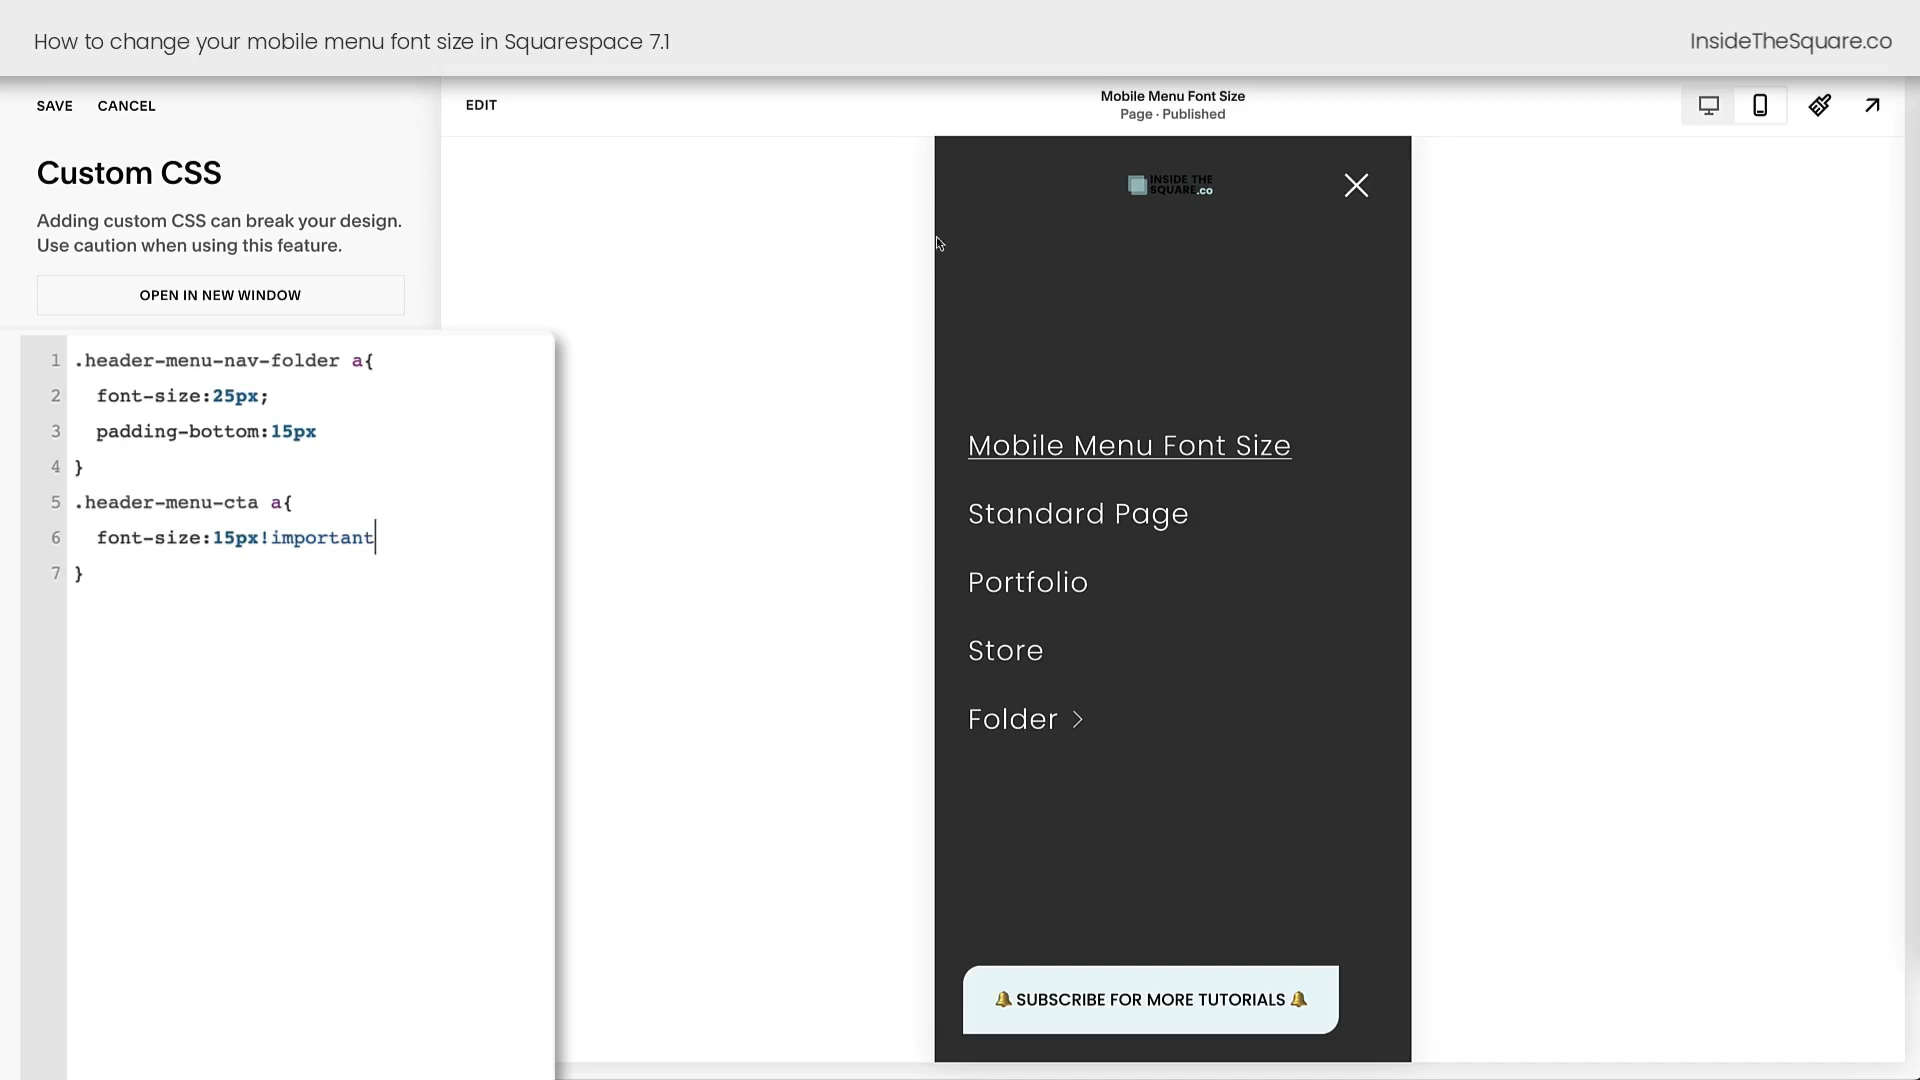 How to change your mobile menu font size in Squarespace 7.1
InsideTheSquare.co
SAVE CANCEL
EDIT
Mobile Menu Font Size
Page · Published
Custom CSS
Adding custom CSS can break your design.
Use caution when using this feature.
OPEN IN NEW WINDOW
1 .header-menu-nav-folder a{
2 font-size:25px;
3 padding-bottom:15px
4 }
5 .header-menu-cta a{
6 font-size:15px!important
7 }
INSIDE THE
SQUARE.co
Mobile Menu Font Size
Standard Page
Portfolio
Store
Folder >
🔔 SUBSCRIBE FOR MORE TUTORIALS 🔔